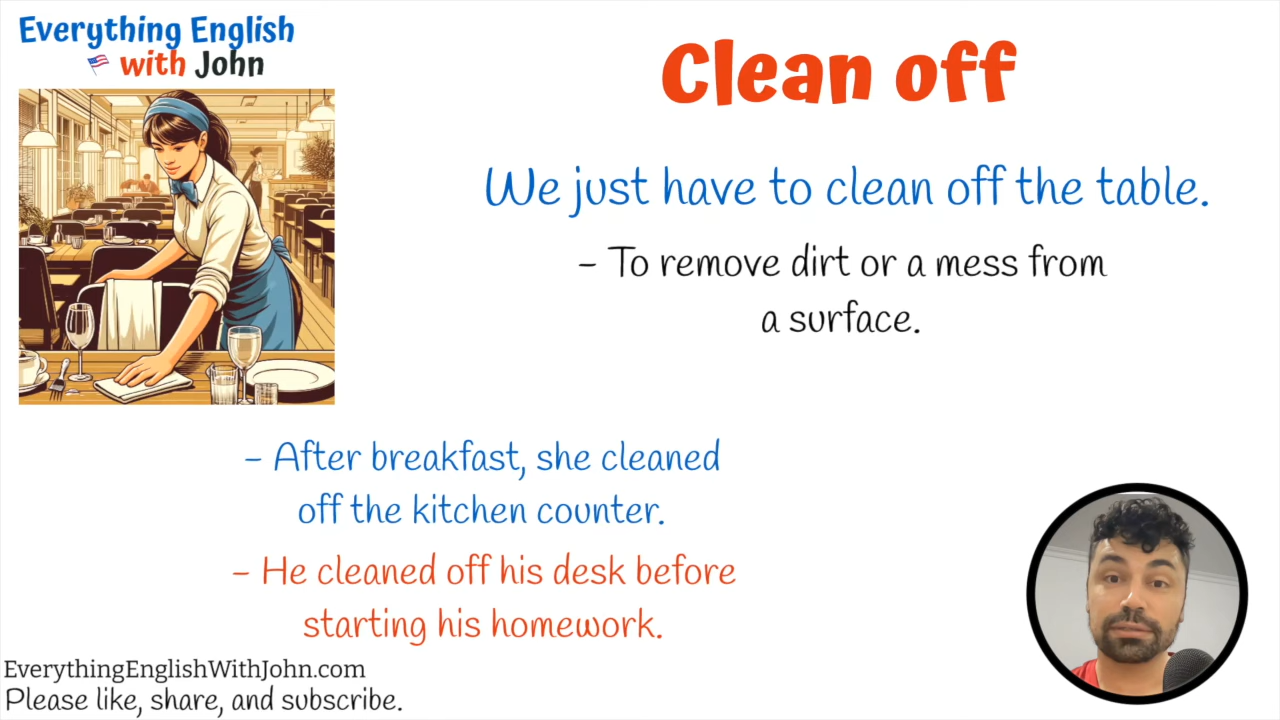 Everything English
with John
Clean off
We just have to clean off the table.
- To remove dirt or a mess from
a surface.
- After breakfast, she cleaned
off the kitchen counter.
- He cleaned off his desk before
starting his homework.
EverythingEnglishWithJohn.com
Please like, share, and subscribe.